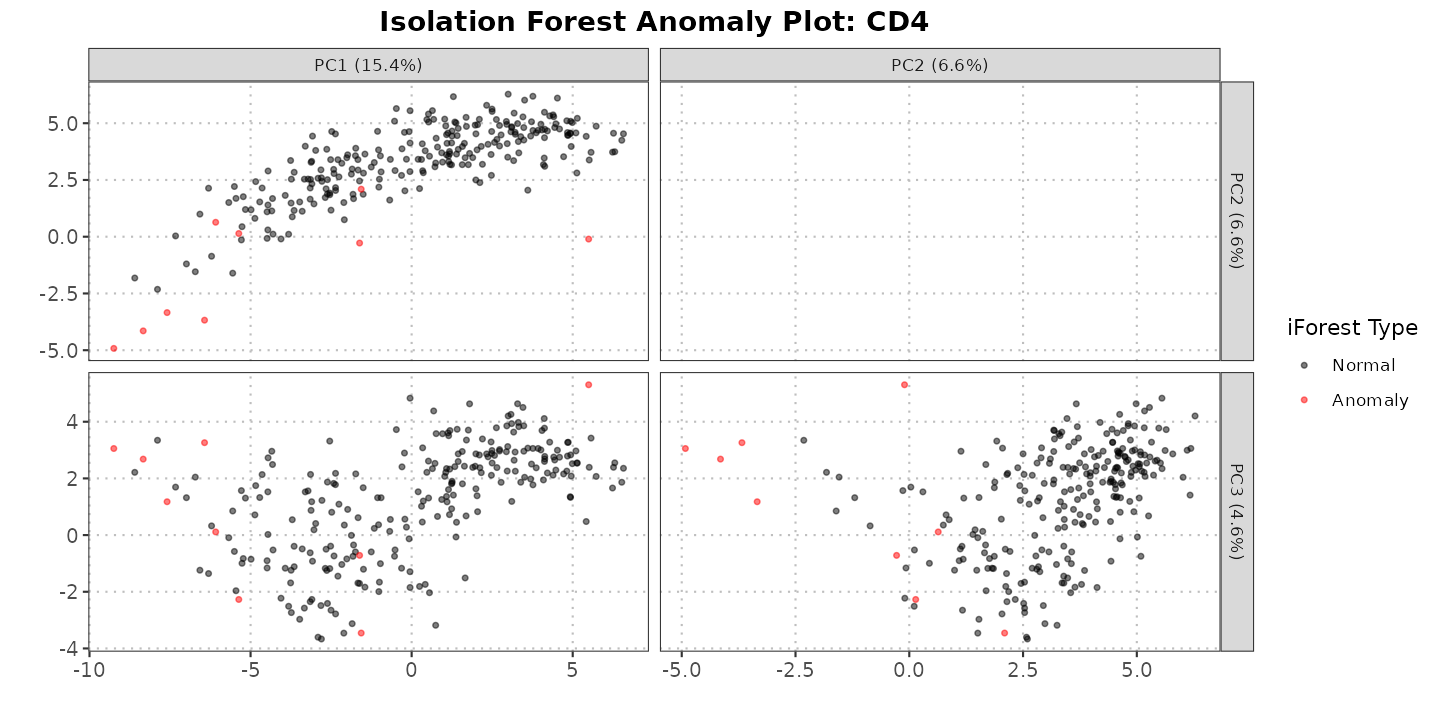 Isolation Forest Anomaly Plot: CD4
PC1 (15.4%)
PC2 (6.6%)
5.0
2.5
0.0
-2.5
-5.0
PC2 (6.6%)
4
2
0
-2
-4
PC3 (4.6%)
-10
-5
0
5
-5.0
-2.5
0.0
2.5
5.0
iForest Type
Normal
Anomaly